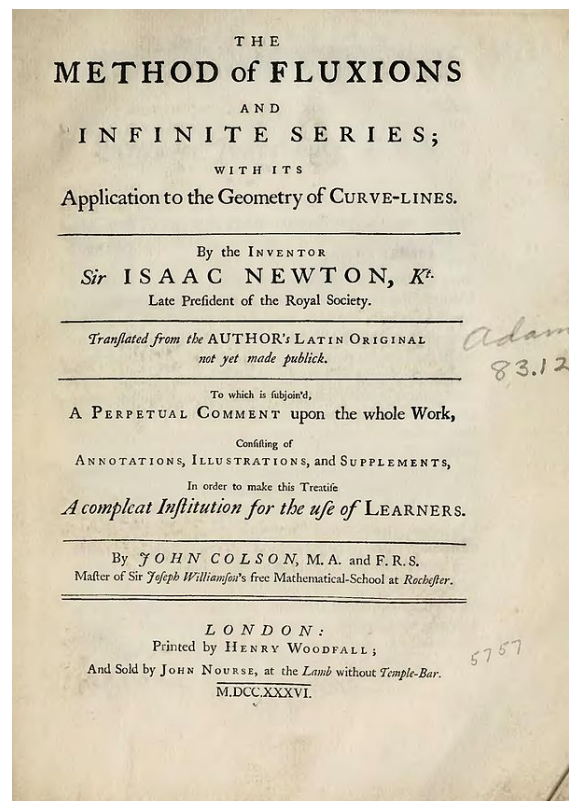 THE
METHOD of FLUXIONS
AND
INFINITE SERIES;
WITH ITS
Application to the Geometry of CURVE-LINES.
By the INVENTOR
Sir ISAAC NEWTON, Kt.
Late Preſident of the Royal Society.
Tranſlated from the AUTHOR's LATIN ORIGINAL
not yet made publick.
To which is ſubjoin'd,
A PERPETUAL COMMENT upon the whole Work,
Conſiſting of
ANNOTATIONS, ILLUSTRATIONS, and SUPPLEMENTS,
In order to make this Treatiſe
A compleat Inſtitution for the uſe of LEARNERS.
By JOHN COLSON, M. A. and F. R. S.
Maſter of Sir Joſeph Williamſon's free Mathematical-School at Rocheſter.
LONDON:
Printed by HENRY WOODFALL;
And Sold by JOHN NOURSE, at the Lamb without Temple-Bar.
M.DCC.XXXVI.
Adam
83.12
5757